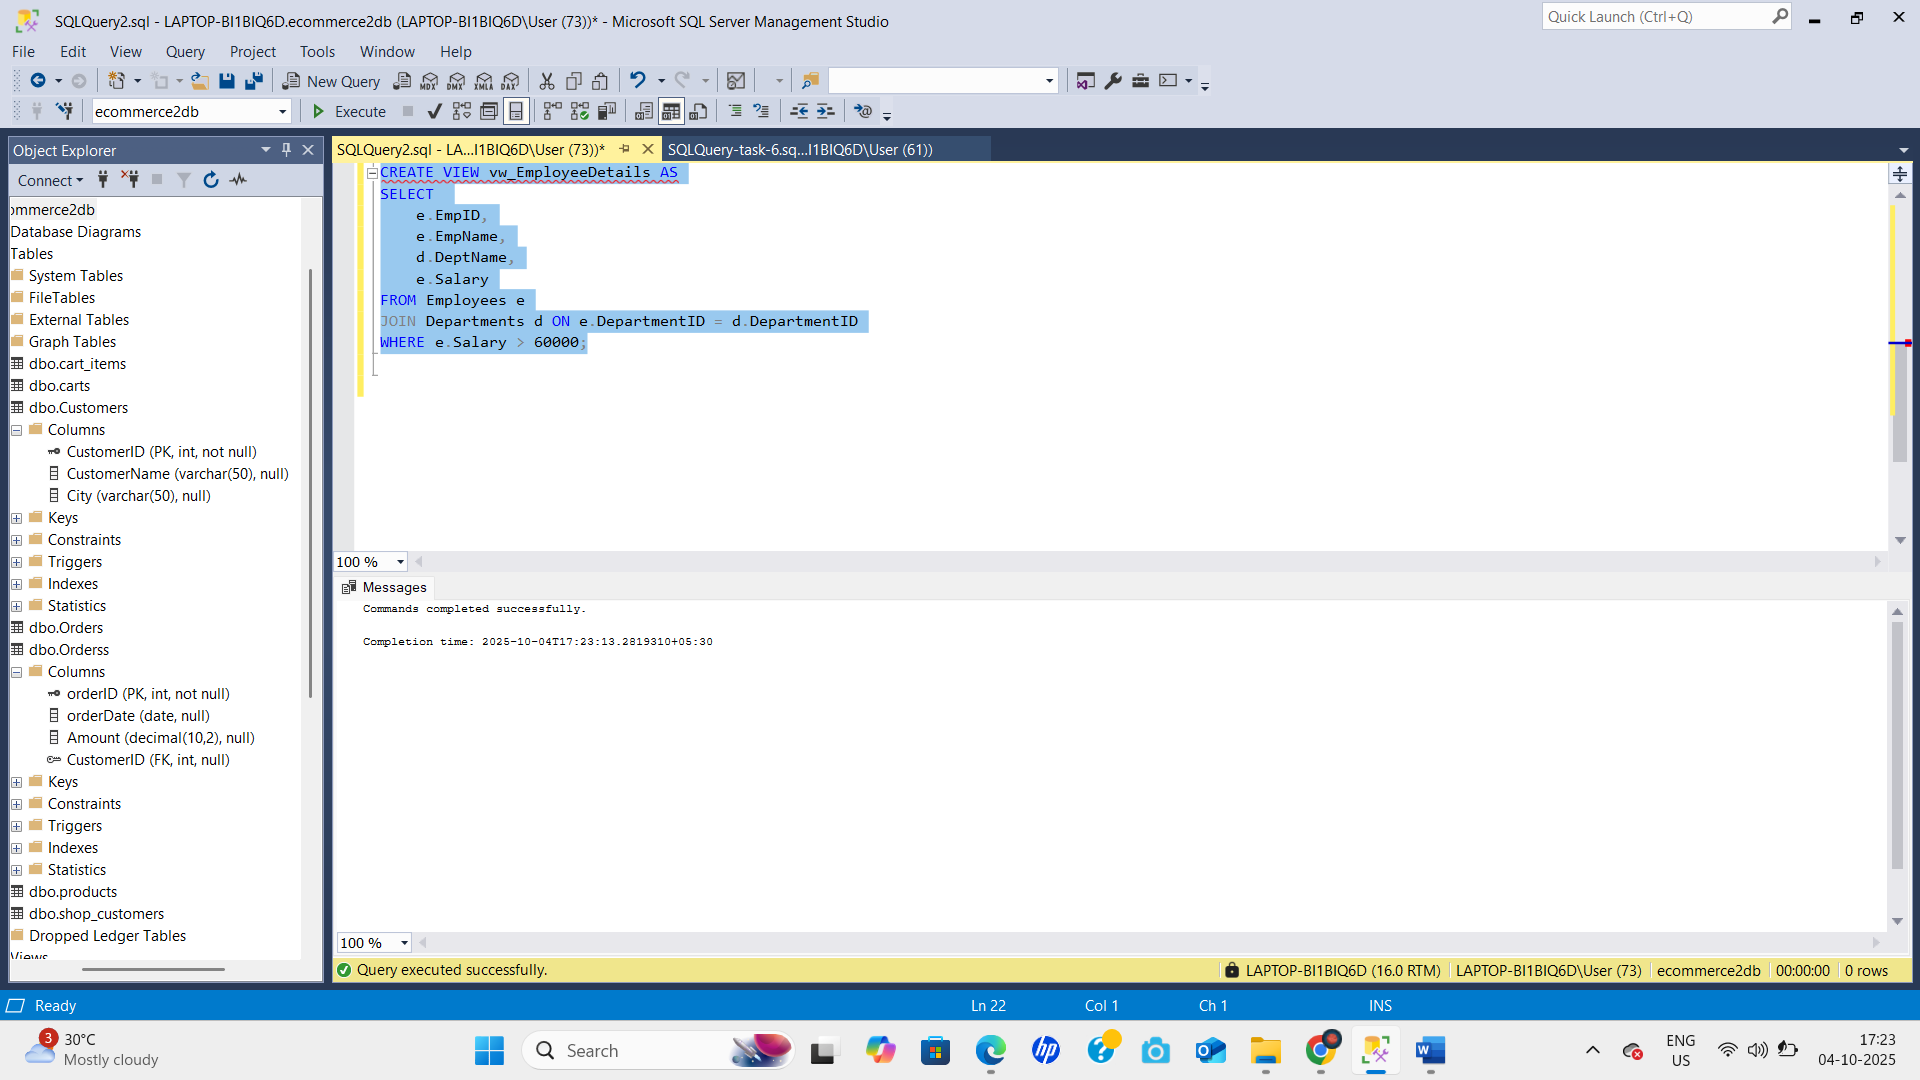 SQLQuery2.sql - LAPTOP-BI1BIQ6D.ecommerce2db (LAPTOP-BI1BIQ6D\User (73))* - Microsoft SQL Server Management Studio
Quick Launch (Ctrl+Q)
File Edit View Query Project Tools Window Help
New Query
MDX DMX XMLA DAX
ecommerce2db
Execute
Object Explorer
SQLQuery2.sql - LA...I1BIQ6D\User (73))*
SQLQuery-task-6.sq...I1BIQ6D\User (61))
Connect
ommerce2db
Database Diagrams
Tables
System Tables
FileTables
External Tables
Graph Tables
dbo.cart_items
dbo.carts
dbo.Customers
Columns
CustomerID (PK, int, not null)
CustomerName (varchar(50), null)
City (varchar(50), null)
Keys
Constraints
Triggers
Indexes
Statistics
dbo.Orders
dbo.Orderss
Columns
orderID (PK, int, not null)
orderDate (date, null)
Amount (decimal(10,2), null)
CustomerID (FK, int, null)
Keys
Constraints
Triggers
Indexes
Statistics
dbo.products
dbo.shop_customers
Dropped Ledger Tables
Views
CREATE VIEW vw_EmployeeDetails AS
SELECT
e.EmpID,
e.EmpName,
d.DeptName,
e.Salary
FROM Employees e
JOIN Departments d ON e.DepartmentID = d.DepartmentID
WHERE e.Salary > 60000;
100 %
Messages
Commands completed successfully.
Completion time: 2025-10-04T17:23:13.2819310+05:30
100 %
Query executed successfully.
LAPTOP-BI1BIQ6D (16.0 RTM) LAPTOP-BI1BIQ6D\User (73) ecommerce2db 00:00:00 0 rows
Ready
Ln 22 Col 1 Ch 1 INS
3
30°C
Mostly cloudy
Search
ENG
US
17:23
04-10-2025